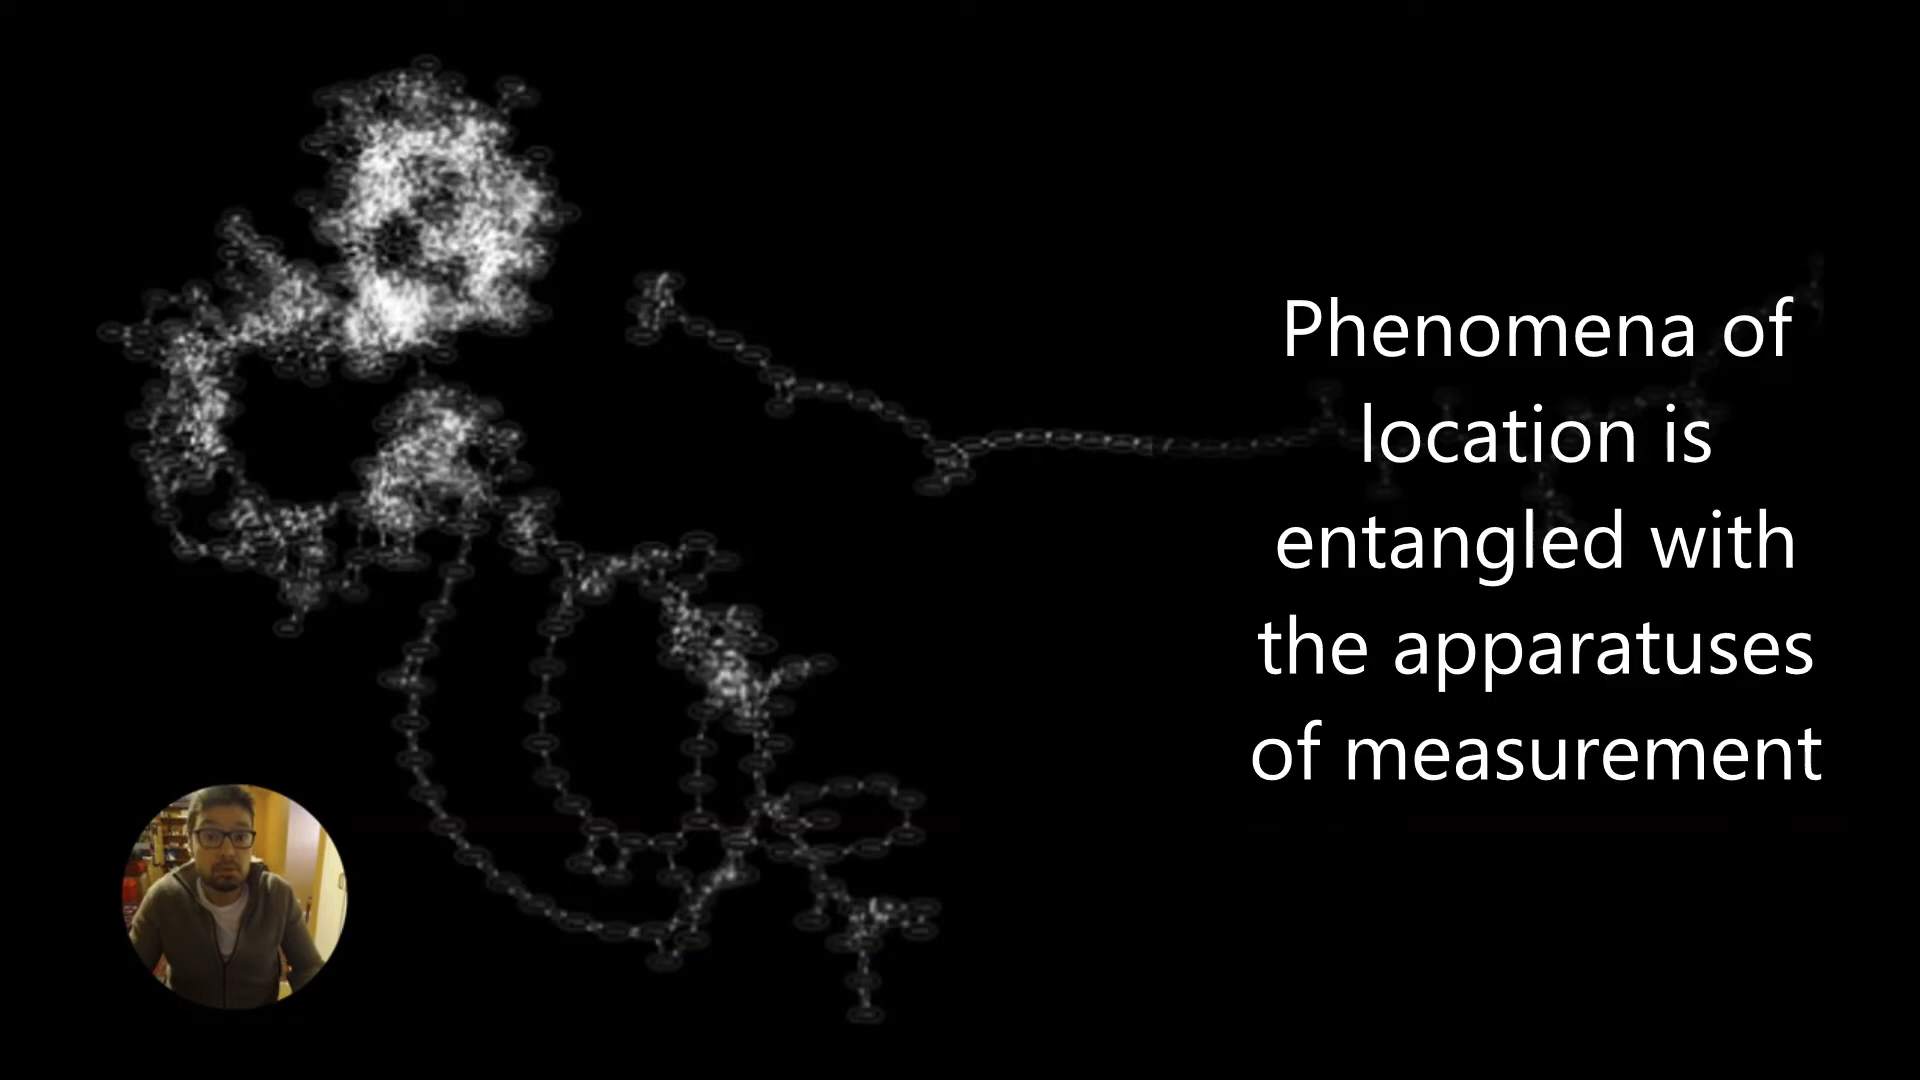 Phenomena of
location is
entangled with
the apparatuses
of measurement